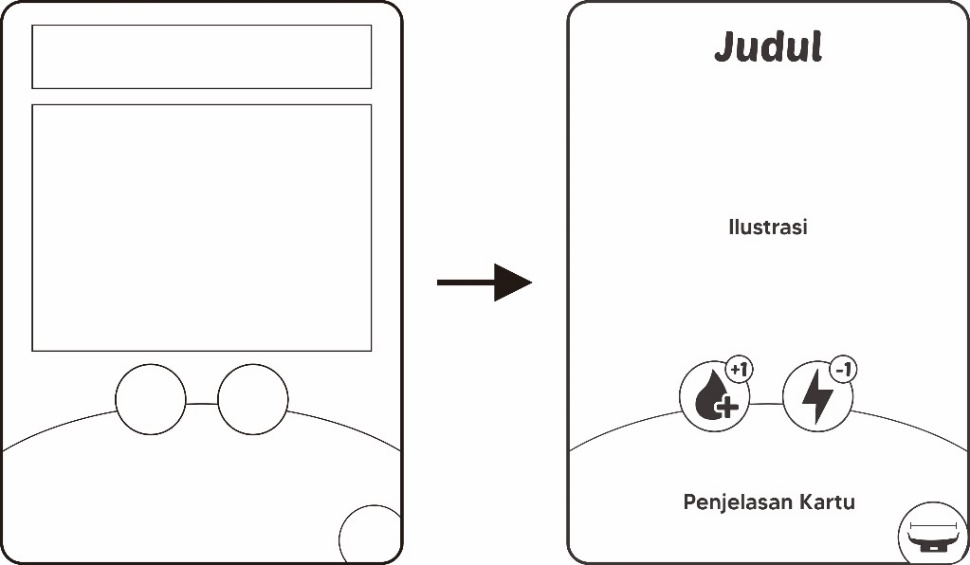 Judul
Ilustrasi
+1
-1
Penjelasan Kartu